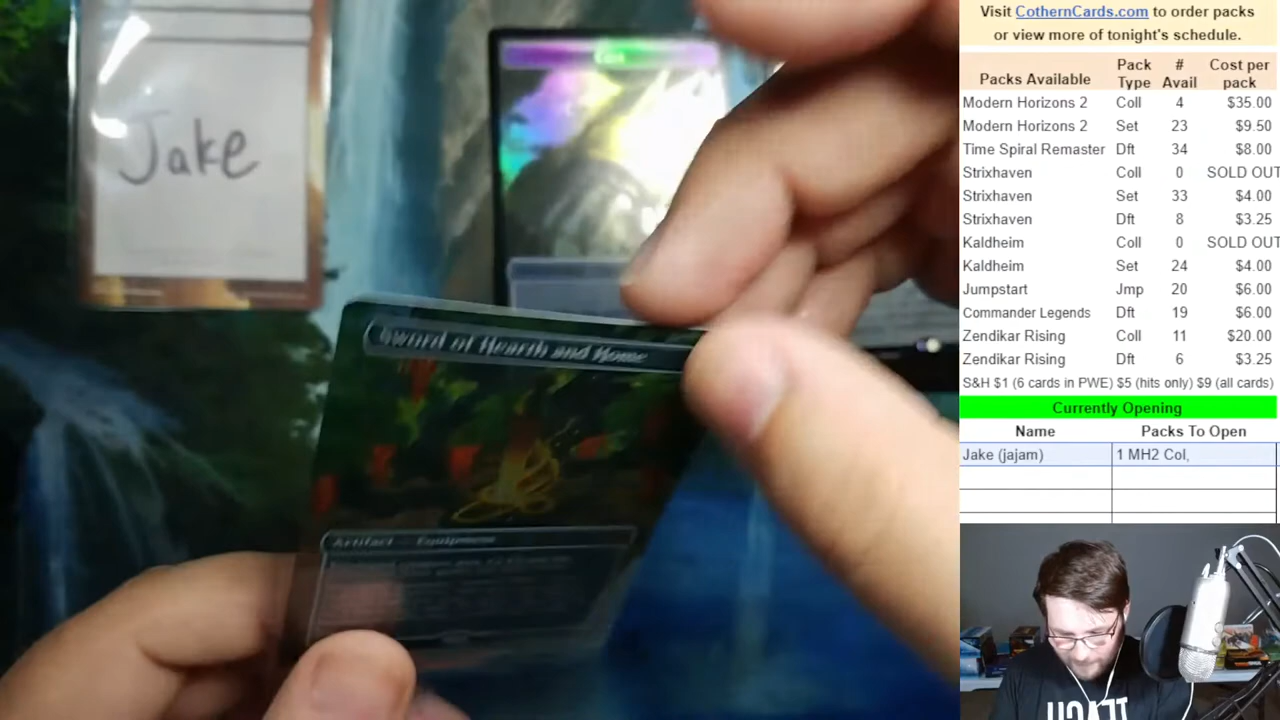 Jake
Sword of Hearth and Home
Artifact Equipment
Visit CothernCards.com to order packs
or view more of tonight's schedule.
Packs Available Pack Type # Avail Cost per pack
Modern Horizons 2 Coll 4 $35.00
Modern Horizons 2 Set 23 $9.50
Time Spiral Remaster Dft 34 $8.00
Strixhaven Coll 0 SOLD OUT
Strixhaven Set 33 $4.00
Strixhaven Dft 8 $3.25
Kaldheim Coll 0 SOLD OUT
Kaldheim Set 24 $4.00
Jumpstart Jmp 20 $6.00
Commander Legends Dft 19 $6.00
Zendikar Rising Coll 11 $20.00
Zendikar Rising Dft 6 $3.25
S&H $1 (6 cards in PWE) $5 (hits only) $9 (all cards)
Currently Opening
Name Packs To Open
Jake (jajam) 1 MH2 Col,